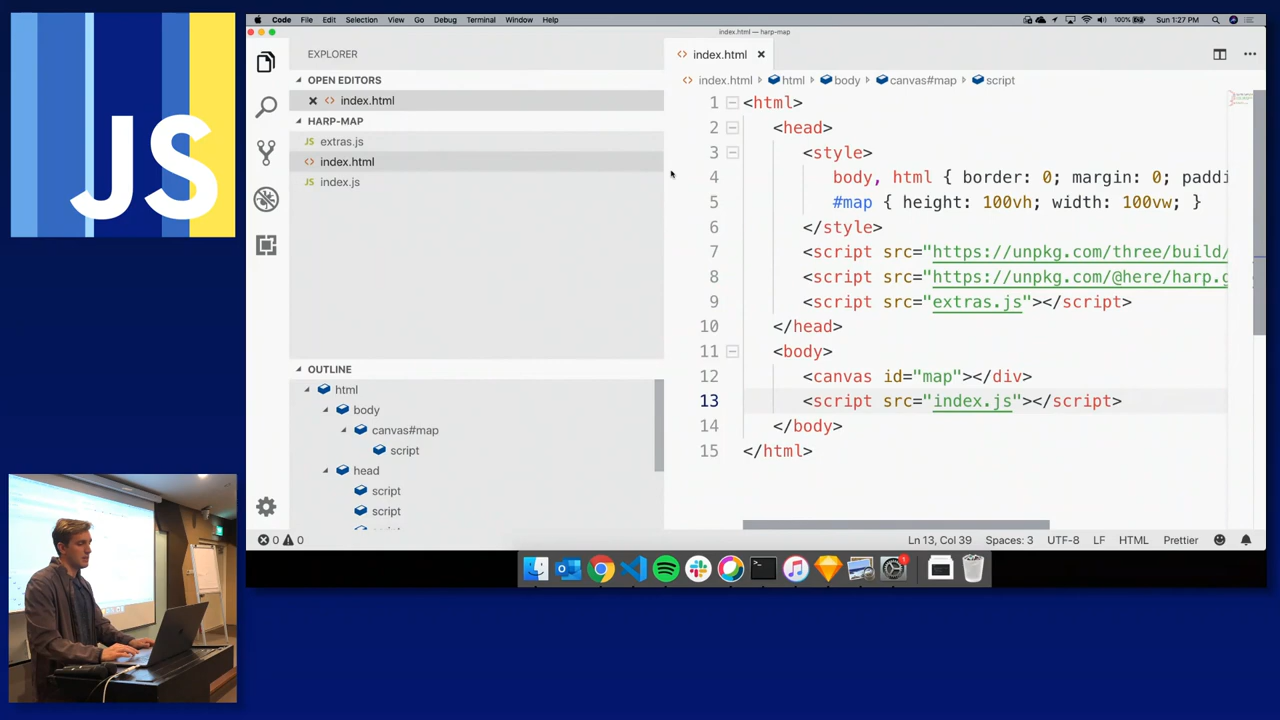 JS
Code File Edit Selection View Go Debug Terminal Window Help 100% Sun 1:27 PM
index.html — harp-map
EXPLORER
OPEN EDITORS
index.html
HARP-MAP
JS extras.js
<> index.html
JS index.js
OUTLINE
html
body
canvas#map
script
head
script
script
<> index.html
<> index.html > html > body > canvas#map > script
1 <html>
2 <head>
3 <style>
4 body, html { border: 0; margin: 0; paddi
5 #map { height: 100vh; width: 100vw; }
6 </style>
7 <script src="https://unpkg.com/three/build/
8 <script src="https://unpkg.com/@here/harp.g
9 <script src="extras.js"></script>
10 </head>
11 <body>
12 <canvas id="map"></div>
13 <script src="index.js"></script>
14 </body>
15 </html>
0 0 Ln 13, Col 39 Spaces: 3 UTF-8 LF HTML Prettier
1